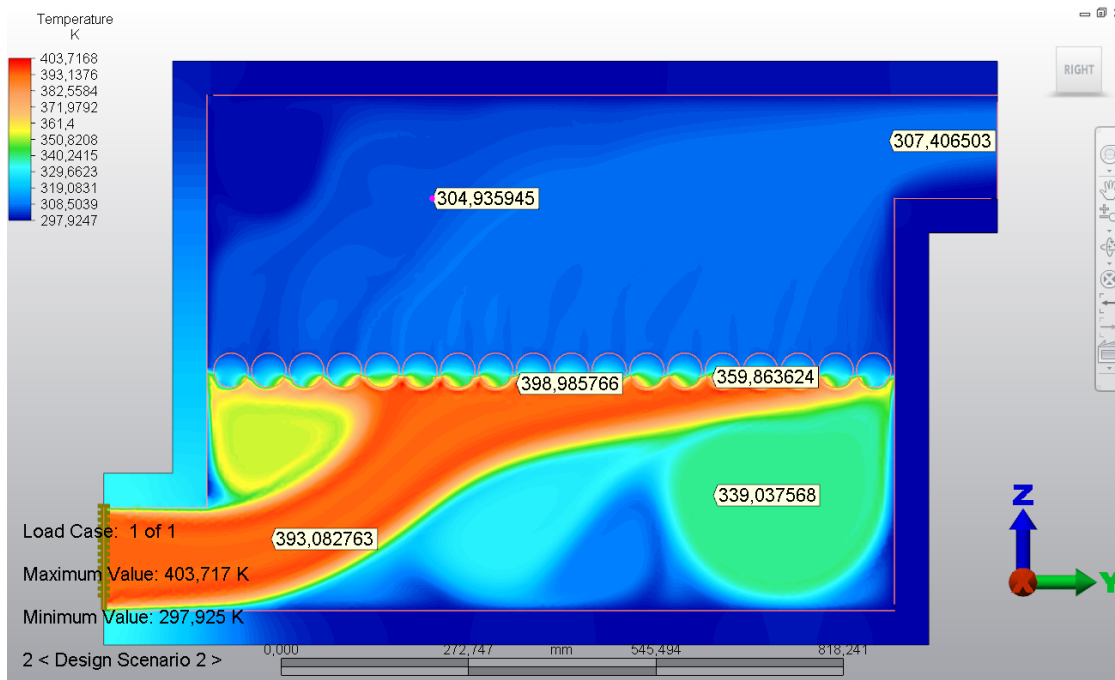 Temperature
K
403,7168
393,1376
382,5584
371,9792
361,4
350,8208
340,2415
329,6623
319,0831
308,5039
297,9247
RIGHT
307,406503
304,935945
398,985766
359,863624
339,037568
393,082763
Load Case: 1 of 1
Maximum Value: 403,717 K
Minimum Value: 297,925 K
2 < Design Scenario 2 >
0,000 272,747 mm 545,494 818,241
Z
X
Y